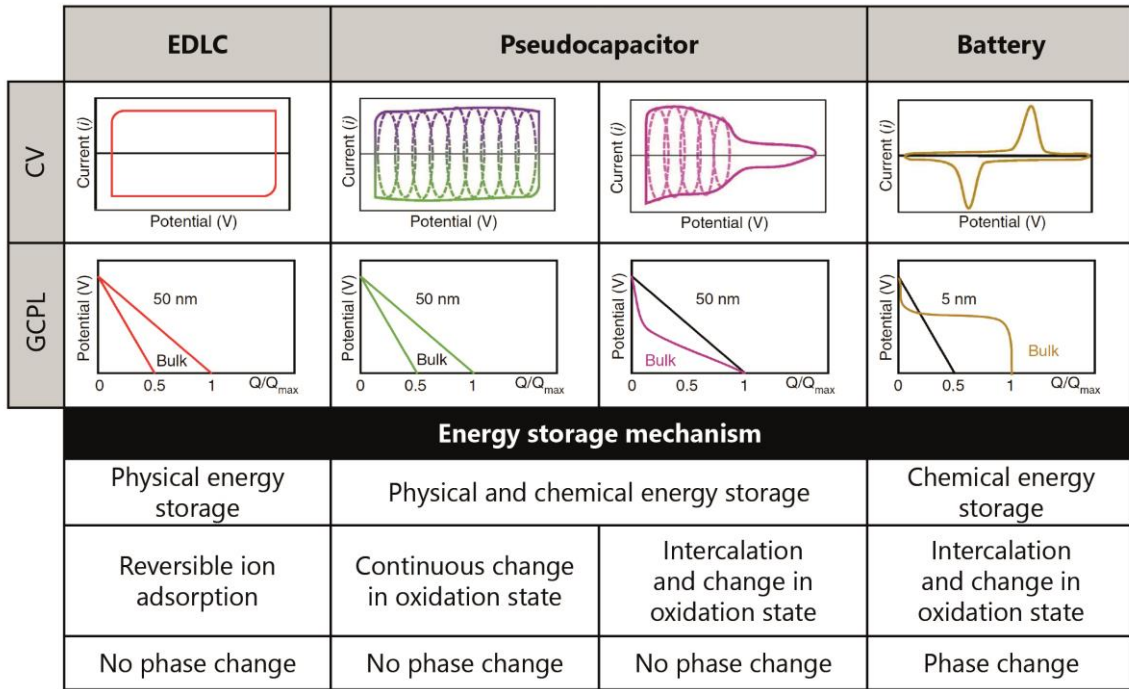 EDLC
Pseudocapacitor
Battery
CV
Current (i)
Potential (V)
Current (i)
Potential (V)
Current (i)
Potential (V)
Current (i)
Potential (V)
GCPL
Potential (V)
50 nm
Bulk
0 0.5 1 Q/Qmax
Potential (V)
50 nm
Bulk
0 0.5 1 Q/Qmax
Potential (V)
50 nm
Bulk
0 0.5 1 Q/Qmax
Potential (V)
5 nm
Bulk
0 0.5 1 Q/Qmax
Energy storage mechanism
Physical energy
storage
Physical and chemical energy storage
Chemical energy
storage
Reversible ion
adsorption
Continuous change
in oxidation state
Intercalation
and change in
oxidation state
Intercalation
and change in
oxidation state
No phase change
No phase change
No phase change
Phase change